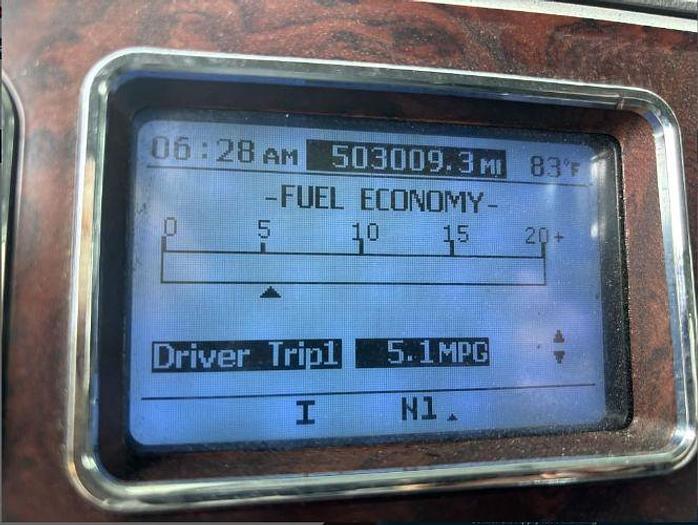 06:28 AM 503009.3 MI 83°F
-FUEL ECONOMY-
0 5 10 15 20+
Driver Trip1 5.1 MPG
I N1